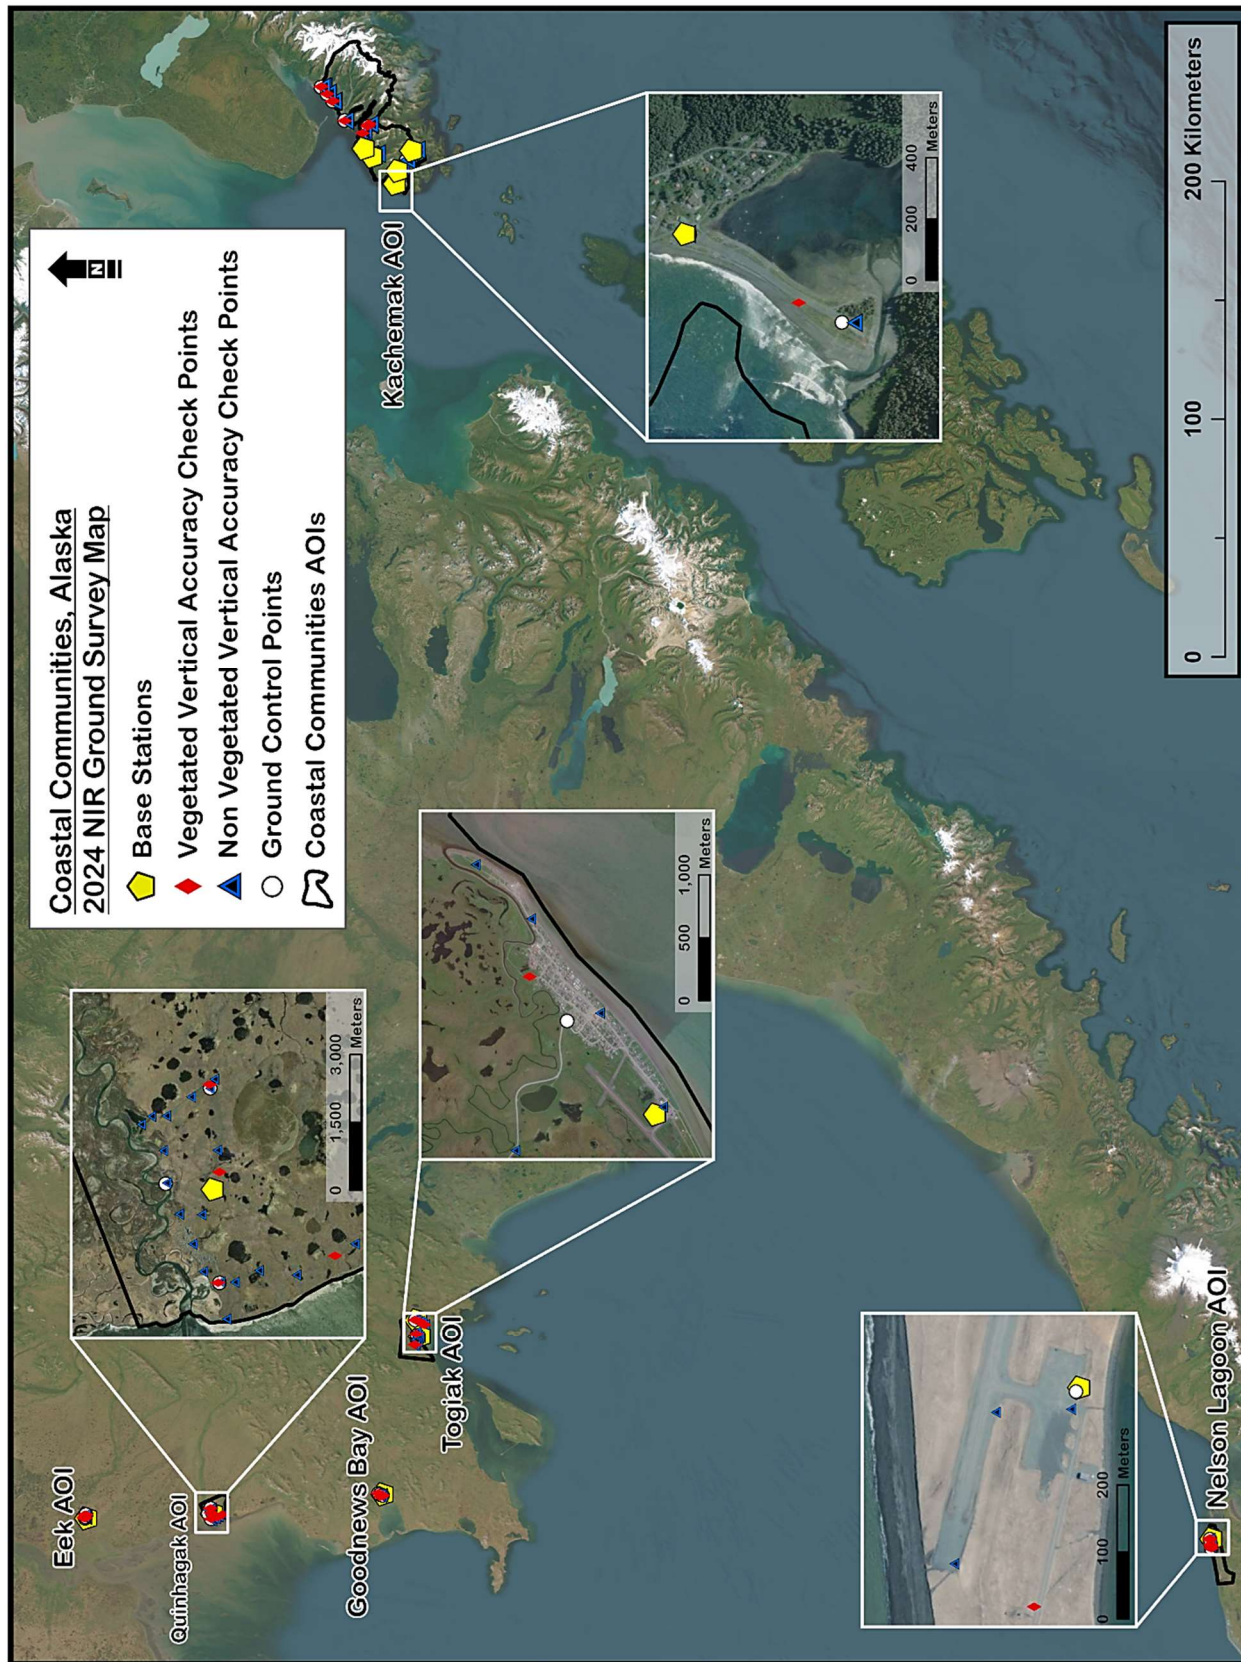 Coastal Communities, Alaska
2024 NIR Ground Survey Map
N
Base Stations
Vegetated Vertical Accuracy Check Points
Non Vegetated Vertical Accuracy Check Points
Ground Control Points
Coastal Communities AOIs
Eek AOI
Quinhagak AOI
0 1,500 3,000
Meters
Goodnews Bay AOI
Togiak AOI
0 500 1,000
Meters
Kachemak AOI
0 200 400
Meters
Nelson Lagoon AOI
0 100 200
Meters
0 100 200 Kilometers